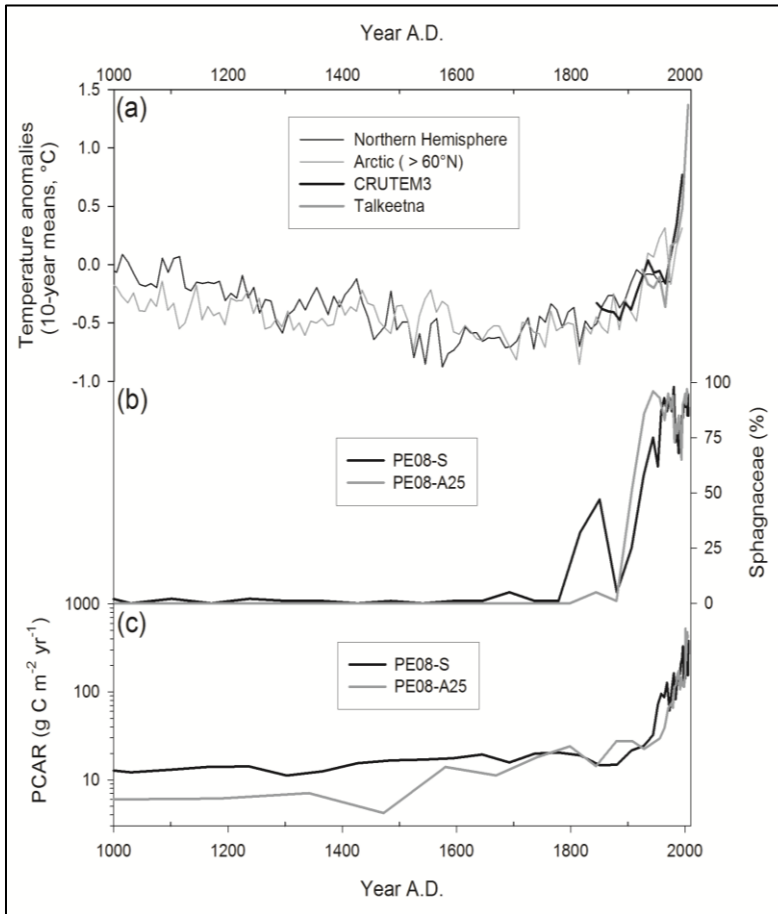 Year A.D.
1000 1200 1400 1600 1800 2000
(a)
1.5
1.0
0.5
0.0
-0.5
-1.0
Temperature anomalies
(10-year means, °C)
Northern Hemisphere
Arctic ( > 60°N)
CRUTEM3
Talkeetna
(b)
100
75
50
25
0
Sphagnaceae (%)
PE08-S
PE08-A25
(c)
1000
100
10
PCAR (g C m⁻² yr⁻¹)
PE08-S
PE08-A25
1000 1200 1400 1600 1800 2000
Year A.D.